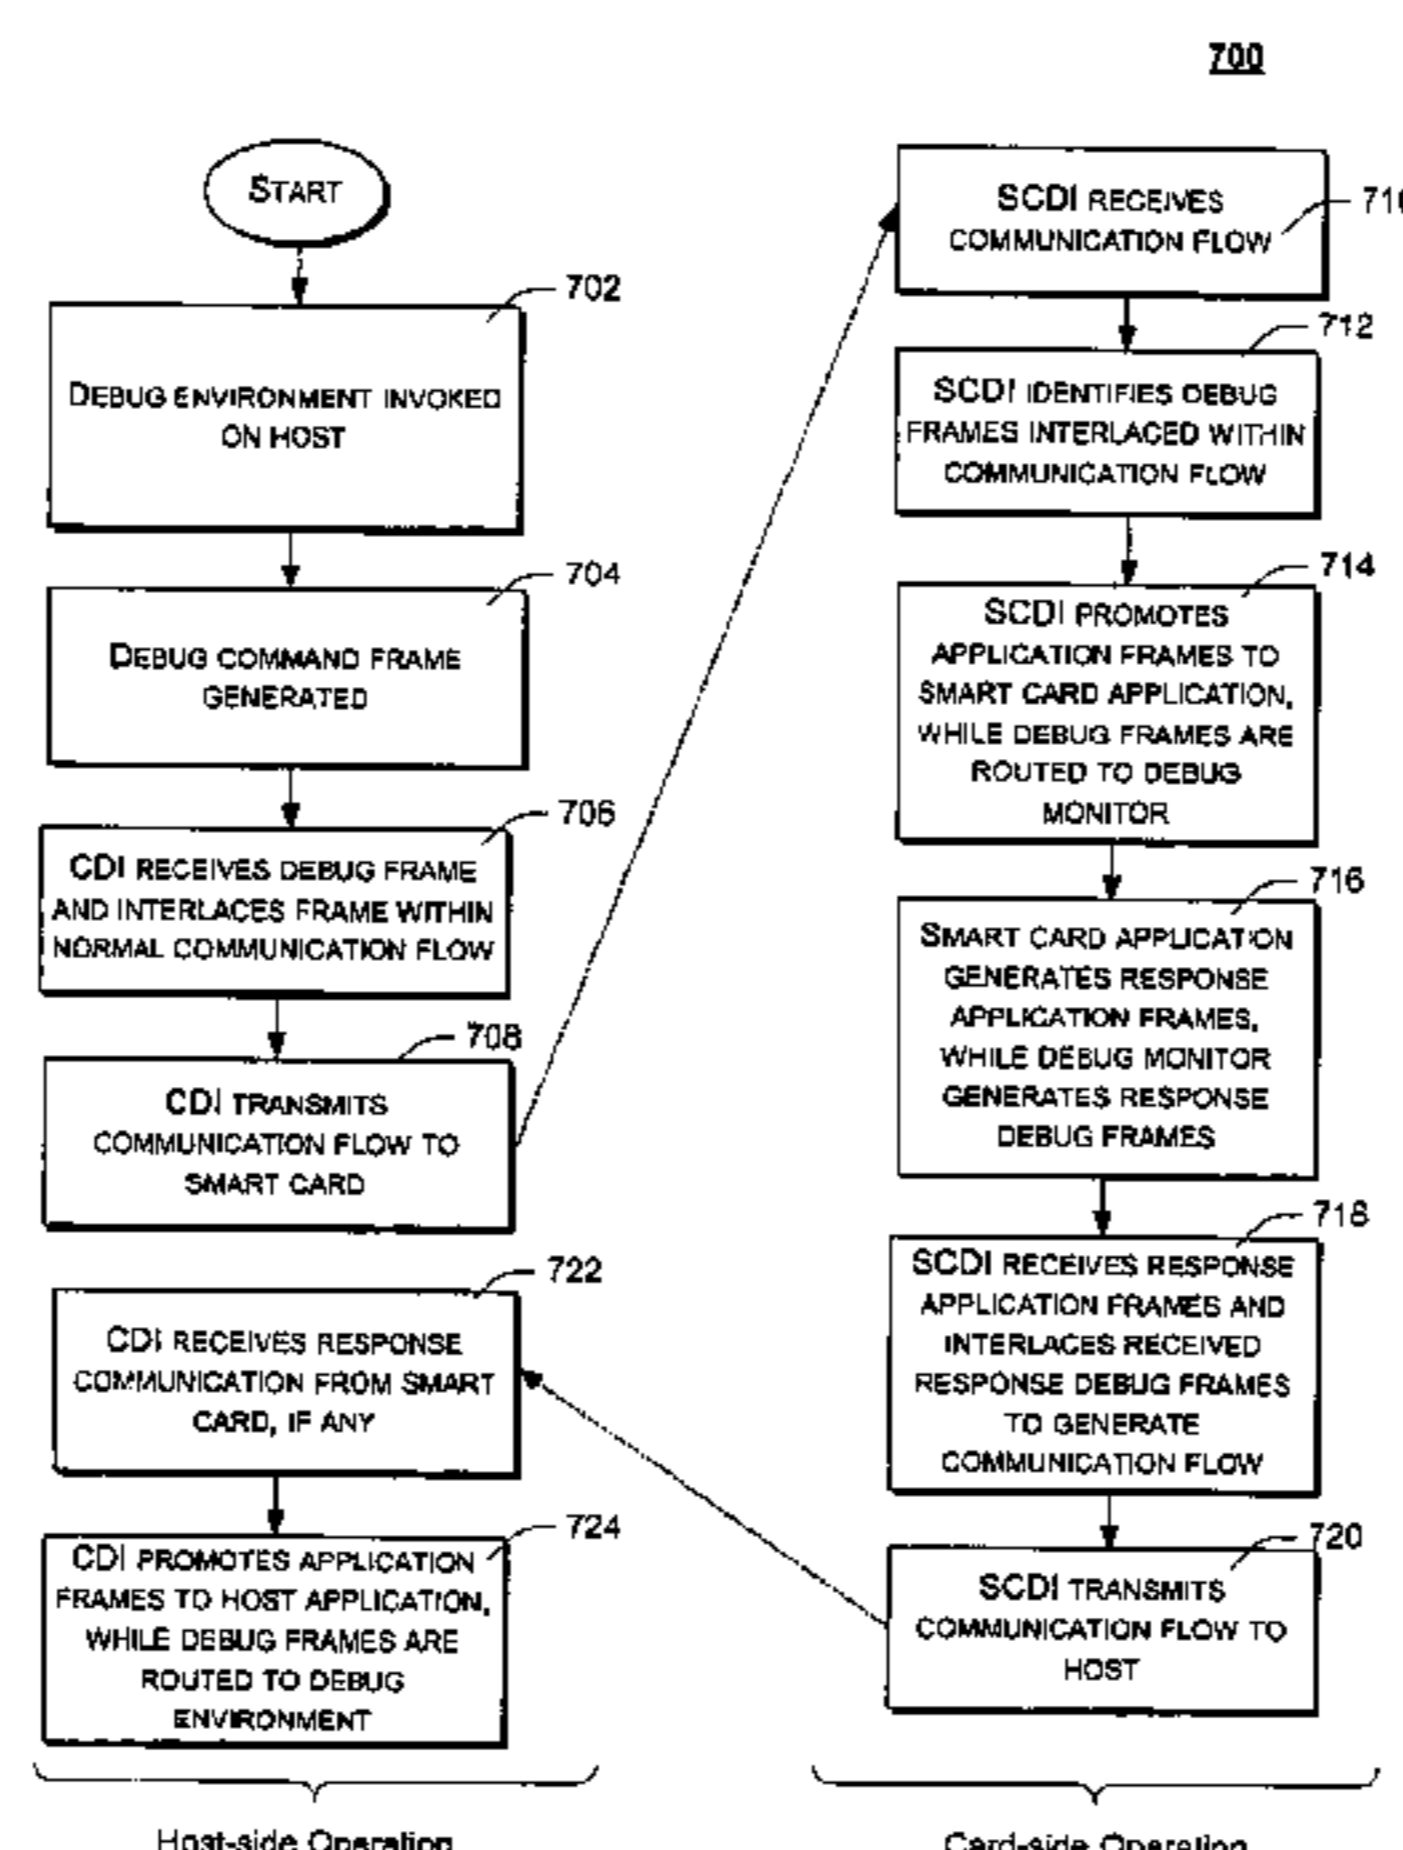 700
START
702
DEBUG ENVIRONMENT INVOKED
ON HOST
704
DEBUG COMMAND FRAME
GENERATED
706
CDI RECEIVES DEBUG FRAME
AND INTERLACES FRAME WITHIN
NORMAL COMMUNICATION FLOW
708
CDI TRANSMITS
COMMUNICATION FLOW TO
SMART CARD
722
CDI RECEIVES RESPONSE
COMMUNICATION FROM SMART
CARD, IF ANY
724
CDI PROMOTES APPLICATION
FRAMES TO HOST APPLICATION,
WHILE DEBUG FRAMES ARE
ROUTED TO DEBUG
ENVIRONMENT
Host-side Operation
SCDI RECEIVES
COMMUNICATION FLOW
710
712
SCDI IDENTIFIES DEBUG
FRAMES INTERLACED WITHIN
COMMUNICATION FLOW
714
SCDI PROMOTES
APPLICATION FRAMES TO
SMART CARD APPLICATION,
WHILE DEBUG FRAMES ARE
ROUTED TO DEBUG
MONITOR
716
SMART CARD APPLICATION
GENERATES RESPONSE
APPLICATION FRAMES,
WHILE DEBUG MONITOR
GENERATES RESPONSE
DEBUG FRAMES
718
SCDI RECEIVES RESPONSE
APPLICATION FRAMES AND
INTERLACES RECEIVED
RESPONSE DEBUG FRAMES
TO GENERATE
COMMUNICATION FLOW
720
SCDI TRANSMITS
COMMUNICATION FLOW TO
HOST
Card-side Operation